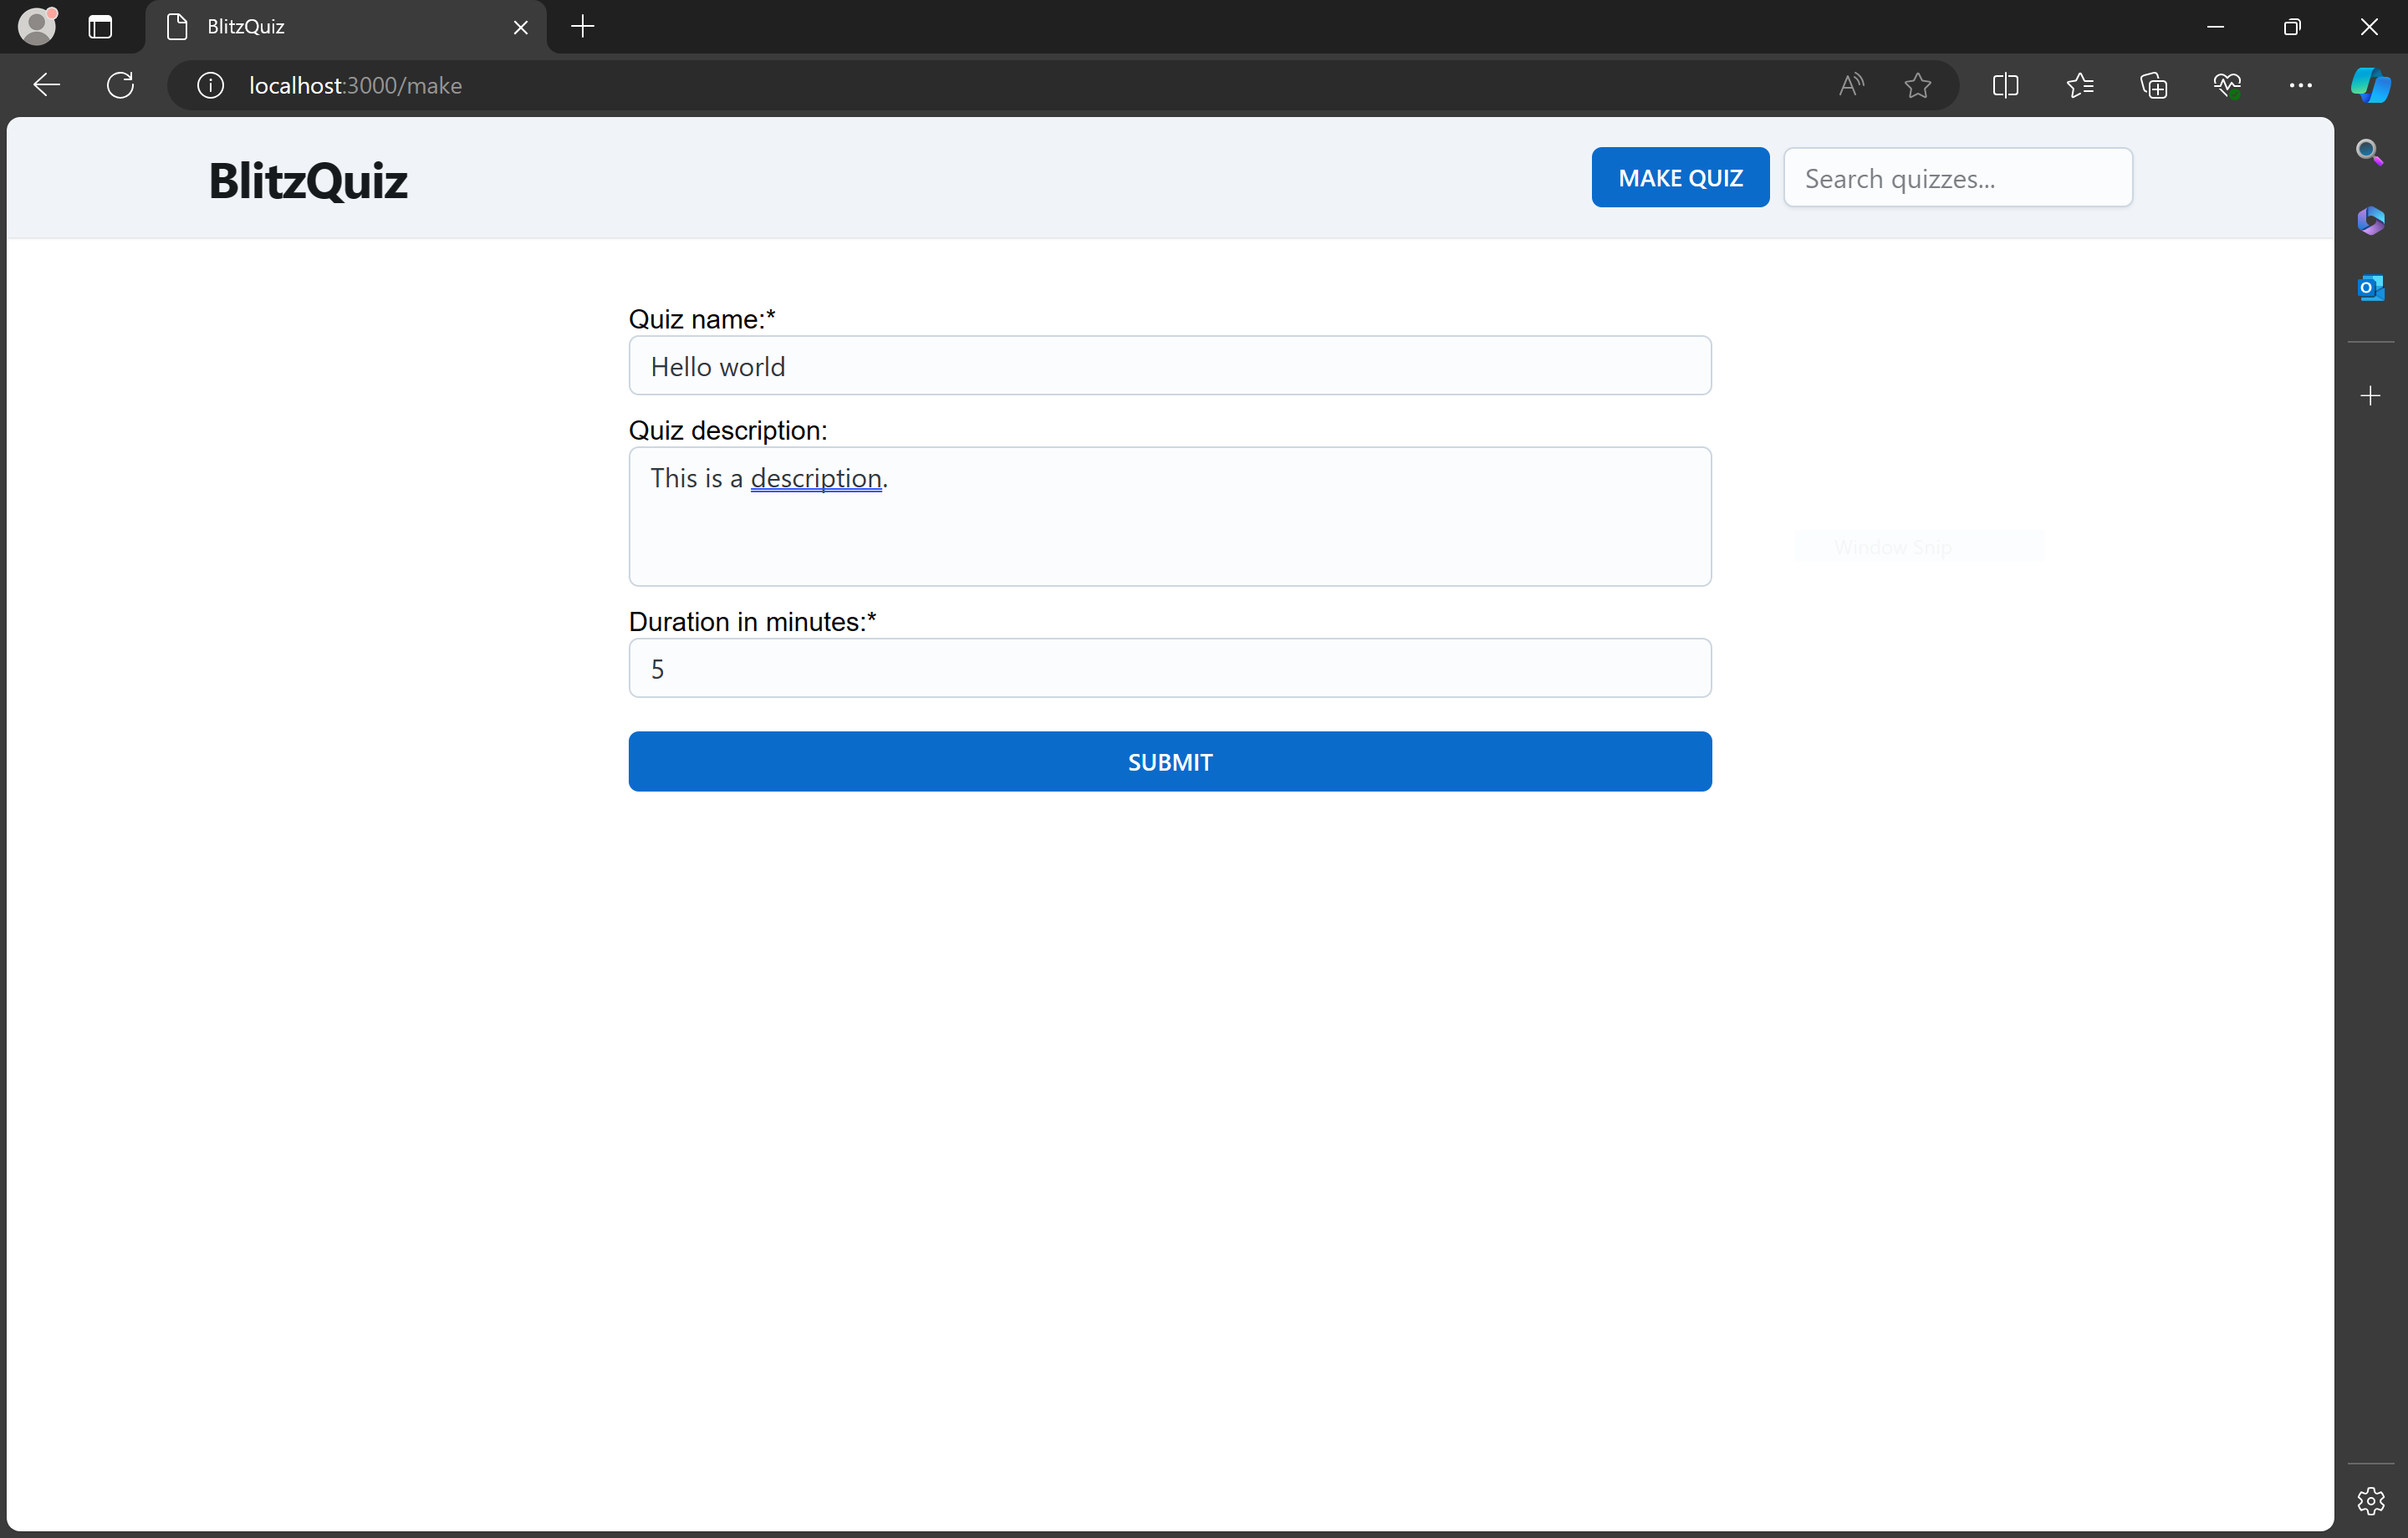 BlitzQuiz
localhost:3000/make
BlitzQuiz
MAKE QUIZ
Search quizzes...
Quiz name:*
Hello world
Quiz description:
This is a description.
Window Snip
Duration in minutes:*
5
SUBMIT